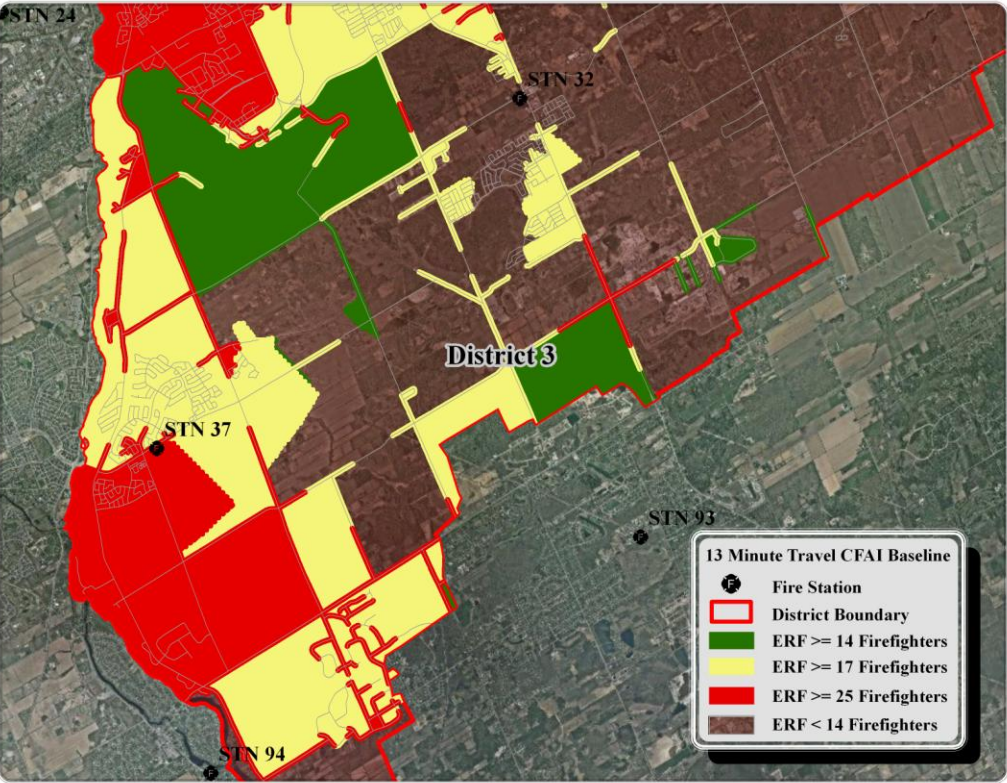 STN 24
STN 32
District 3
STN 37
STN 93
STN 94
13 Minute Travel CFAI Baseline
F Fire Station
District Boundary
ERF >= 14 Firefighters
ERF >= 17 Firefighters
ERF >= 25 Firefighters
ERF < 14 Firefighters